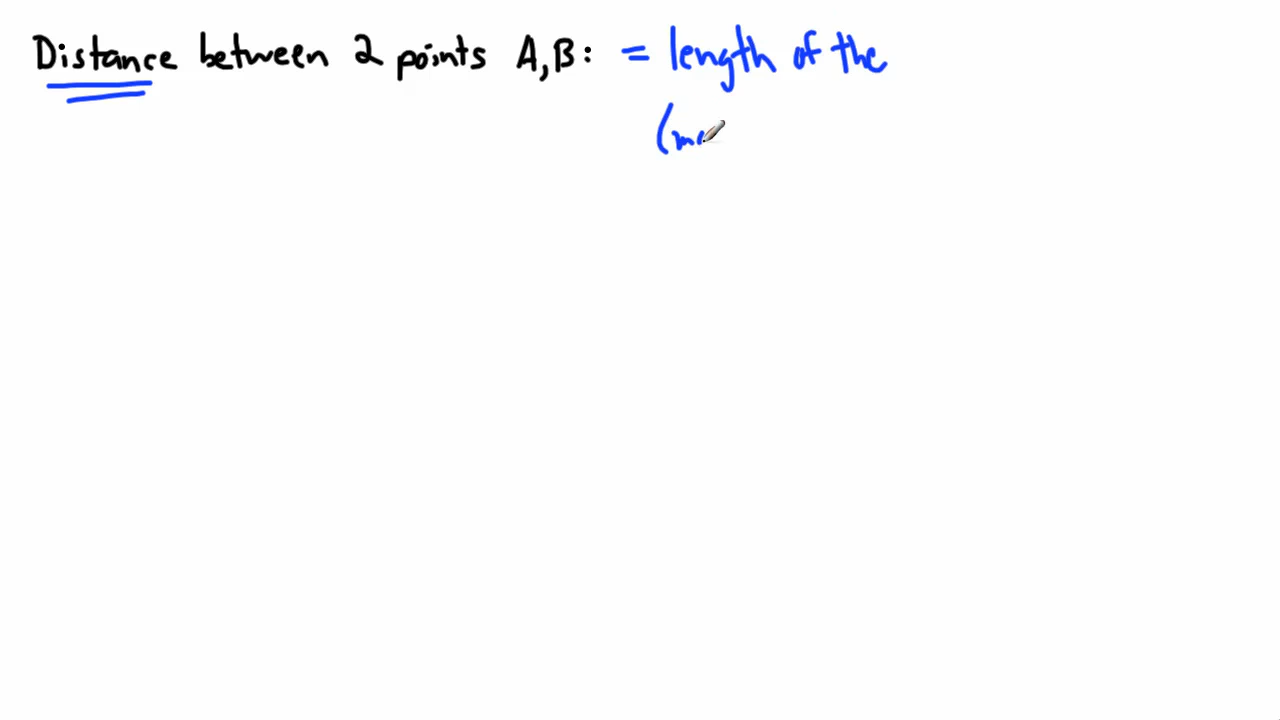 Distance between 2 points A,B: = length of the